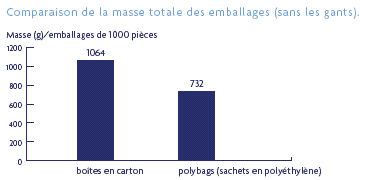 Comparaison de la masse totale des emballages (sans les gants).
Masse (g)/emballages de 1000 pièces
1200
1000
800
600
400
200
0
1064
732
boîtes en carton
polybags (sachets en polyéthylène)